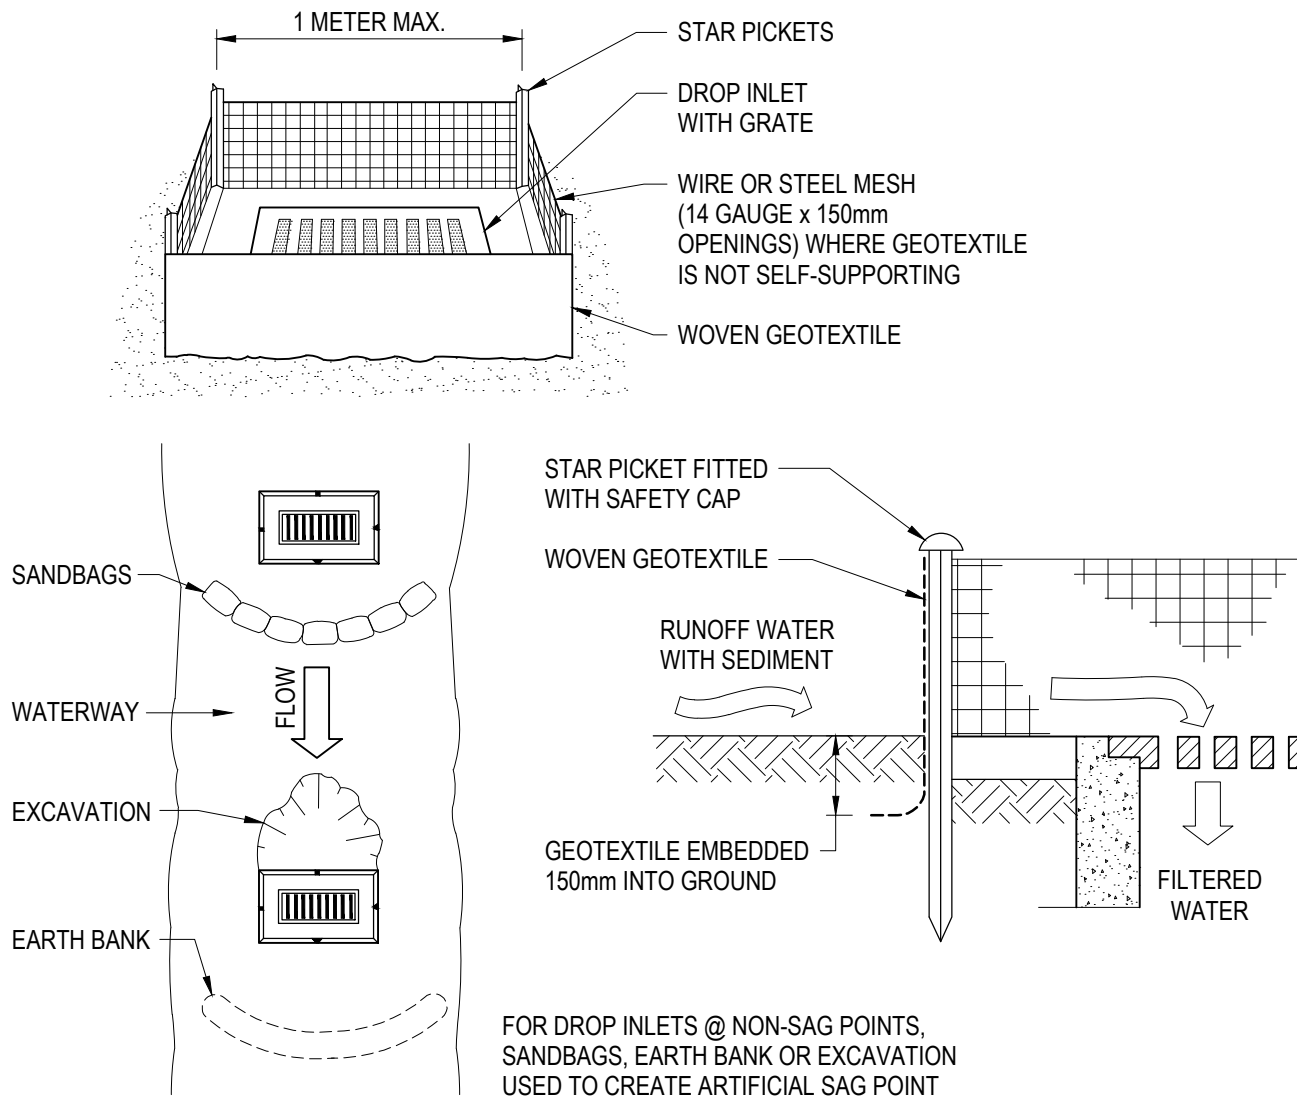 1 METER MAX.
STAR PICKETS
DROP INLET
WITH GRATE
WIRE OR STEEL MESH
(14 GAUGE x 150mm
OPENINGS) WHERE GEOTEXTILE
IS NOT SELF-SUPPORTING
WOVEN GEOTEXTILE
SANDBAGS
WATERWAY
FLOW
EXCAVATION
EARTH BANK
STAR PICKET FITTED
WITH SAFETY CAP
WOVEN GEOTEXTILE
RUNOFF WATER
WITH SEDIMENT
GEOTEXTILE EMBEDDED
150mm INTO GROUND
FILTERED
WATER
FOR DROP INLETS @ NON-SAG POINTS,
SANDBAGS, EARTH BANK OR EXCAVATION
USED TO CREATE ARTIFICIAL SAG POINT